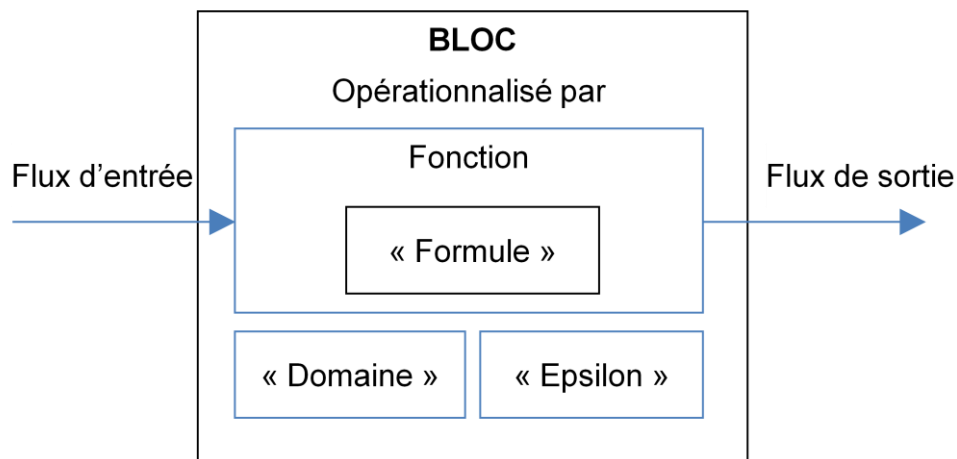 BLOC
Opérationnalisé par
Fonction
Flux d’entrée
Flux de sortie
« Formule »
« Domaine »
« Epsilon »